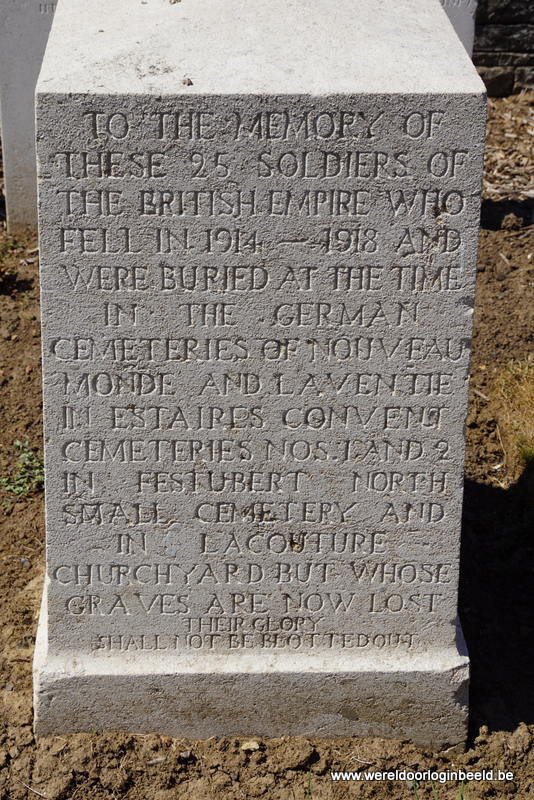 TO THE MEMORY OF
THESE 25 SOLDIERS OF
THE BRITISH EMPIRE WHO
FELL IN 1914 — 1918 AND
WERE BURIED AT THE TIME
IN THE GERMAN
CEMETERIES OF NOUVEAU
MONDE AND LAVENTIE
IN ESTAIRES CONVENT
CEMETERIES NOS. 1 AND 2
IN FESTUBERT NORTH
SMALL CEMETERY AND
IN LACOUTURE
CHURCHYARD BUT WHOSE
GRAVES ARE NOW LOST
THEIR GLORY
SHALL NOT BE BLOTTED OUT
www.wereldoorloginbeeld.be